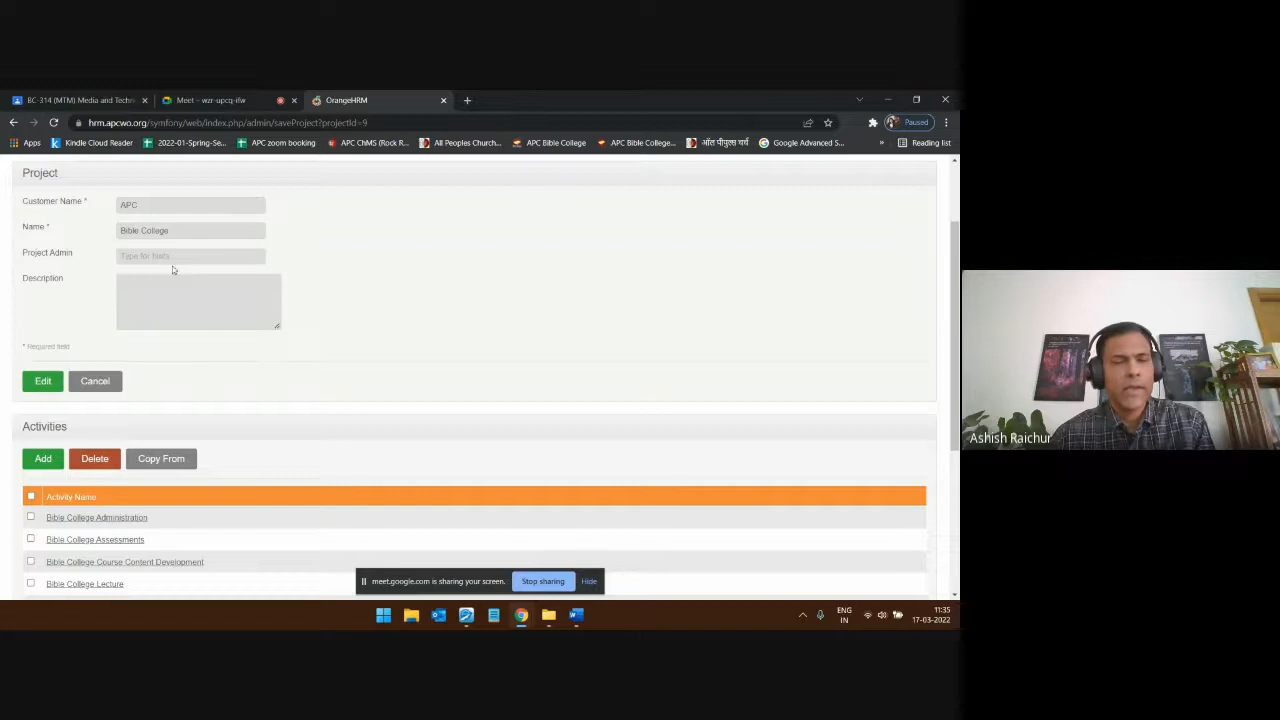 BC-314 (MTM) Media and Techn
Meet – wzr-upcq-ifw
OrangeHRM
hrm.apcwo.org/symfony/web/index.php/admin/saveProject?projectId=9
Paused
Apps
Kindle Cloud Reader
2022-01-Spring-Se...
APC zoom booking
APC ChMS (Rock R...
All Peoples Churc...
APC Bible College
APC Bible College...
ऑल पीपुल्स चर्च
Google Advanced S...
»
Reading list
Project
Customer Name *
APC
Name *
Bible College
Project Admin
Type for hints...
Description
* Required field
Edit
Cancel
Activities
Add
Delete
Copy From
Activity Name
Bible College Administration
Bible College Assessments
Bible College Course Content Development
Bible College Lecture
meet.google.com is sharing your screen.
Stop sharing
Hide
Ashish Raichur
ENG
IN
11:35
17-03-2022